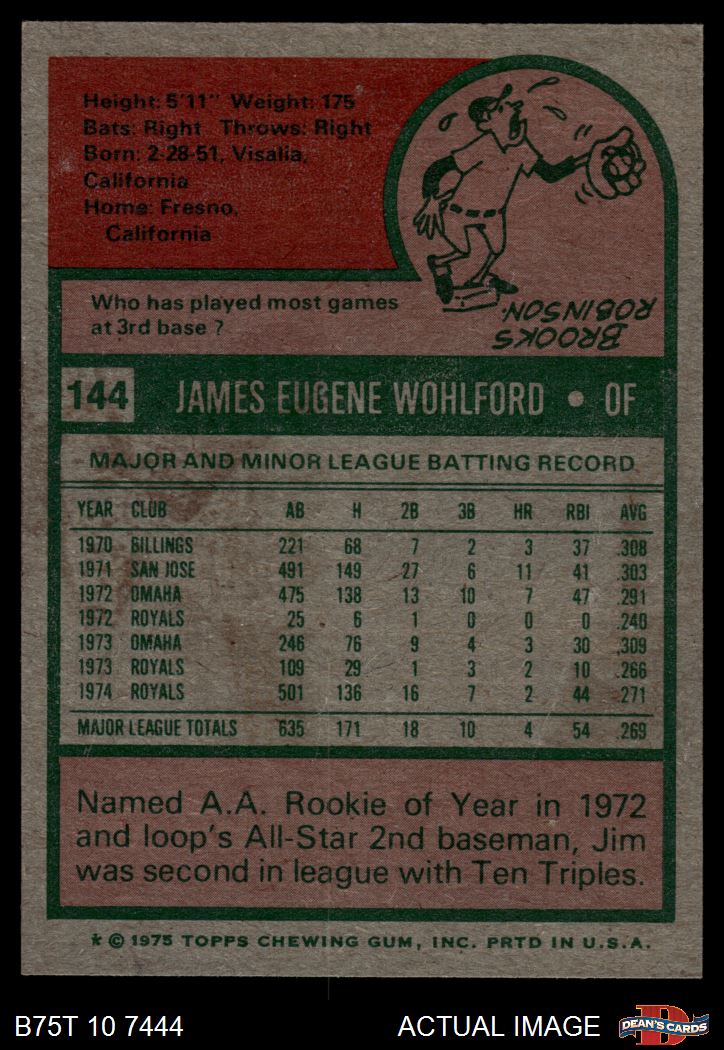 Height: 5'11" Weight: 175
Bats: Right Throws: Right
Born: 2-28-51, Visalia,
California
Home: Fresno,
California
Who has played most games
at 3rd base ?
BROOKS
ROBINSON.
144 JAMES EUGENE WOHLFORD • OF
MAJOR AND MINOR LEAGUE BATTING RECORD
YEAR CLUB AB H 2B 3B HR RBI AVG
1970 BILLINGS 221 68 7 2 3 37 .308
1971 SAN JOSE 491 149 27 6 11 41 .303
1972 OMAHA 475 138 13 10 7 47 .291
1972 ROYALS 25 6 1 0 0 0 .240
1973 OMAHA 246 76 9 4 3 30 .309
1973 ROYALS 109 29 1 3 2 10 .266
1974 ROYALS 501 136 16 7 2 44 .271
MAJOR LEAGUE TOTALS 635 171 18 10 4 54 .269
Named A.A. Rookie of Year in 1972
and loop's All-Star 2nd baseman, Jim
was second in league with Ten Triples.
* © 1975 TOPPS CHEWING GUM, INC. PRTD IN U.S.A.
B75T 10 7444 ACTUAL IMAGE
D
DEAN'S CARDS